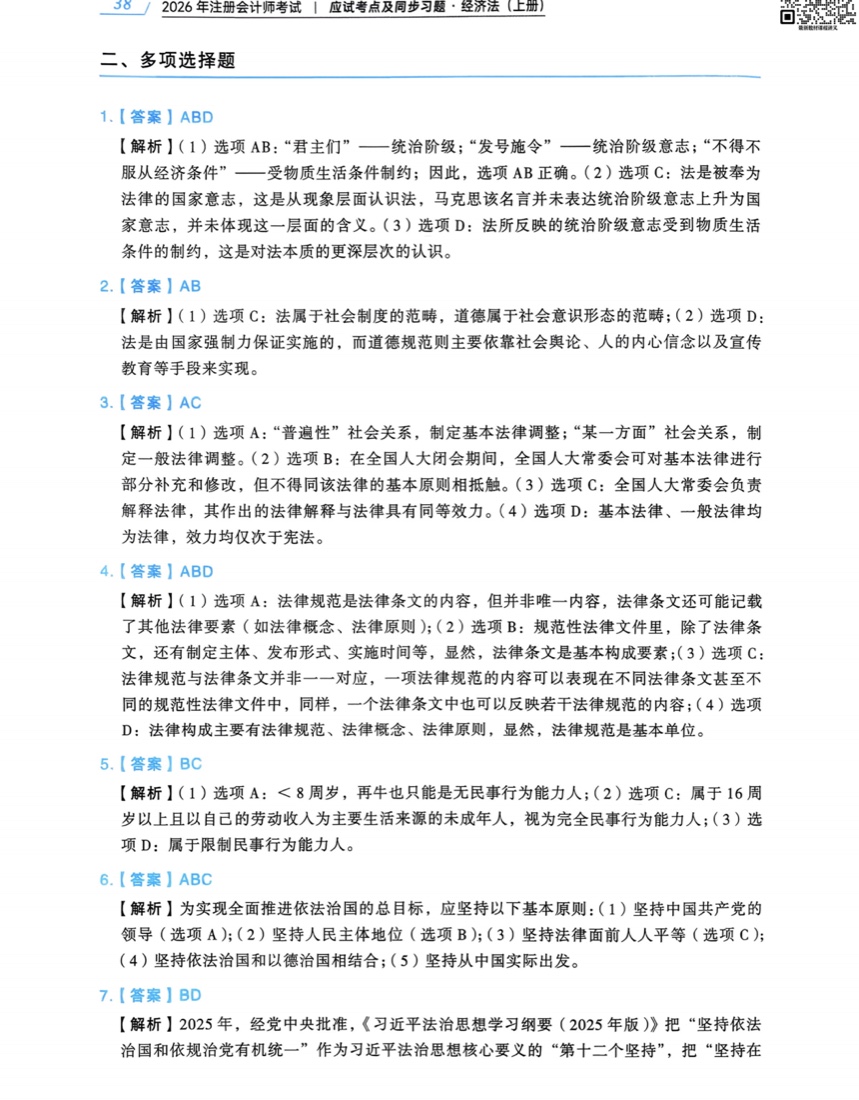 38 2026 年注册会计师考试 | 应试考点及同步习题·经济法（上册）
二、多项选择题
1.【答案】ABD
【解析】（1）选项 AB：“君主们”——统治阶级；“发号施令”——统治阶级意志；“不得不
服从经济条件”——受物质生活条件制约；因此，选项 AB 正确。（2）选项 C：法是被奉为
法律的国家意志，这是从现象层面认识法，马克思该名言并未表达统治阶级意志上升为国
家意志，并未体现这一层面的含义。（3）选项 D：法所反映的统治阶级意志受到物质生活
条件的制约，这是对法本质的更深层次的认识。
2.【答案】AB
【解析】（1）选项 C：法属于社会制度的范畴，道德属于社会意识形态的范畴；（2）选项 D：
法是由国家强制力保证实施的，而道德规范则主要依靠社会舆论、人的内心信念以及宣传
教育等手段来实现。
3.【答案】AC
【解析】（1）选项 A：“普遍性”社会关系，制定基本法律调整；“某一方面”社会关系，制
定一般法律调整。（2）选项 B：在全国人大闭会期间，全国人大常委会可对基本法律进行
部分补充和修改，但不得同该法律的基本原则相抵触。（3）选项 C：全国人大常委会负责
解释法律，其作出的法律解释与法律具有同等效力。（4）选项 D：基本法律、一般法律均
为法律，效力均仅次于宪法。
4.【答案】ABD
【解析】（1）选项 A：法律规范是法律条文的内容，但并非唯一内容，法律条文还可能记载
了其他法律要素（如法律概念、法律原则）；（2）选项 B：规范性法律文件里，除了法律条
文，还有制定主体、发布形式、实施时间等，显然，法律条文是基本构成要素；（3）选项 C：
法律规范与法律条文并非一一对应，一项法律规范的内容可以表现在不同法律条文甚至不
同的规范性法律文件中，同样，一个法律条文中也可以反映若干法律规范的内容；（4）选项
D：法律构成主要有法律规范、法律概念、法律原则，显然，法律规范是基本单位。
5.【答案】BC
【解析】（1）选项 A：＜ 8 周岁，再牛也只能是无民事行为能力人；（2）选项 C：属于 16 周
岁以上且以自己的劳动收入为主要生活来源的未成年人，视为完全民事行为能力人；（3）选
项 D：属于限制民事行为能力人。
6.【答案】ABC
【解析】为实现全面推进依法治国的总目标，应坚持以下基本原则：（1）坚持中国共产党的
领导（选项 A）；（2）坚持人民主体地位（选项 B）；（3）坚持法律面前人人平等（选项 C）；
（4）坚持依法治国和以德治国相结合；（5）坚持从中国实际出发。
7.【答案】BD
【解析】2025 年，经党中央批准，《习近平法治思想学习纲要（2025 年版）》把“坚持依法
治国和依规治党有机统一”作为习近平法治思想核心要义的“第十二个坚持”，把“坚持在